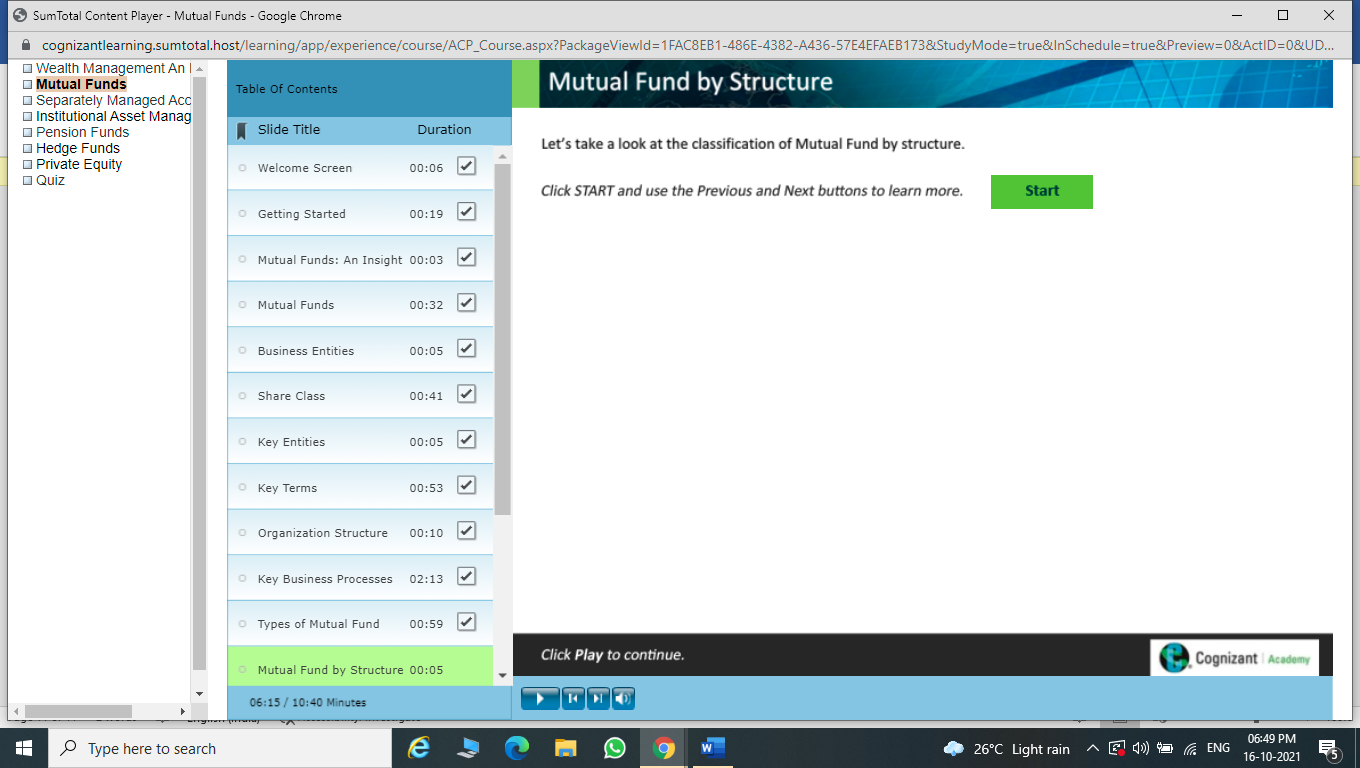 SumTotal Content Player - Mutual Funds - Google Chrome
cognizantlearning.sumtotal.host/learning/app/experience/course/ACP_Course.aspx?PackageViewId=1FAC8EB1-486E-4382-A436-57E4EFAEB173&StudyMode=true&InSchedule=true&Preview=0&ActID=0&UD...
Wealth Management An
Mutual Funds
Separately Managed Acc
Institutional Asset Manag
Pension Funds
Hedge Funds
Private Equity
Quiz
Table Of Contents
Slide Title Duration
Welcome Screen 00:06
Getting Started 00:19
Mutual Funds: An Insight 00:03
Mutual Funds 00:32
Business Entities 00:05
Share Class 00:41
Key Entities 00:05
Key Terms 00:53
Organization Structure 00:10
Key Business Processes 02:13
Types of Mutual Fund 00:59
Mutual Fund by Structure 00:05
06:15 / 10:40 Minutes
Mutual Fund by Structure
Let's take a look at the classification of Mutual Fund by structure.
Click START and use the Previous and Next buttons to learn more.
Start
Click Play to continue.
Cognizant | Academy
Type here to search
26°C Light rain
ENG
06:49 PM
16-10-2021
5